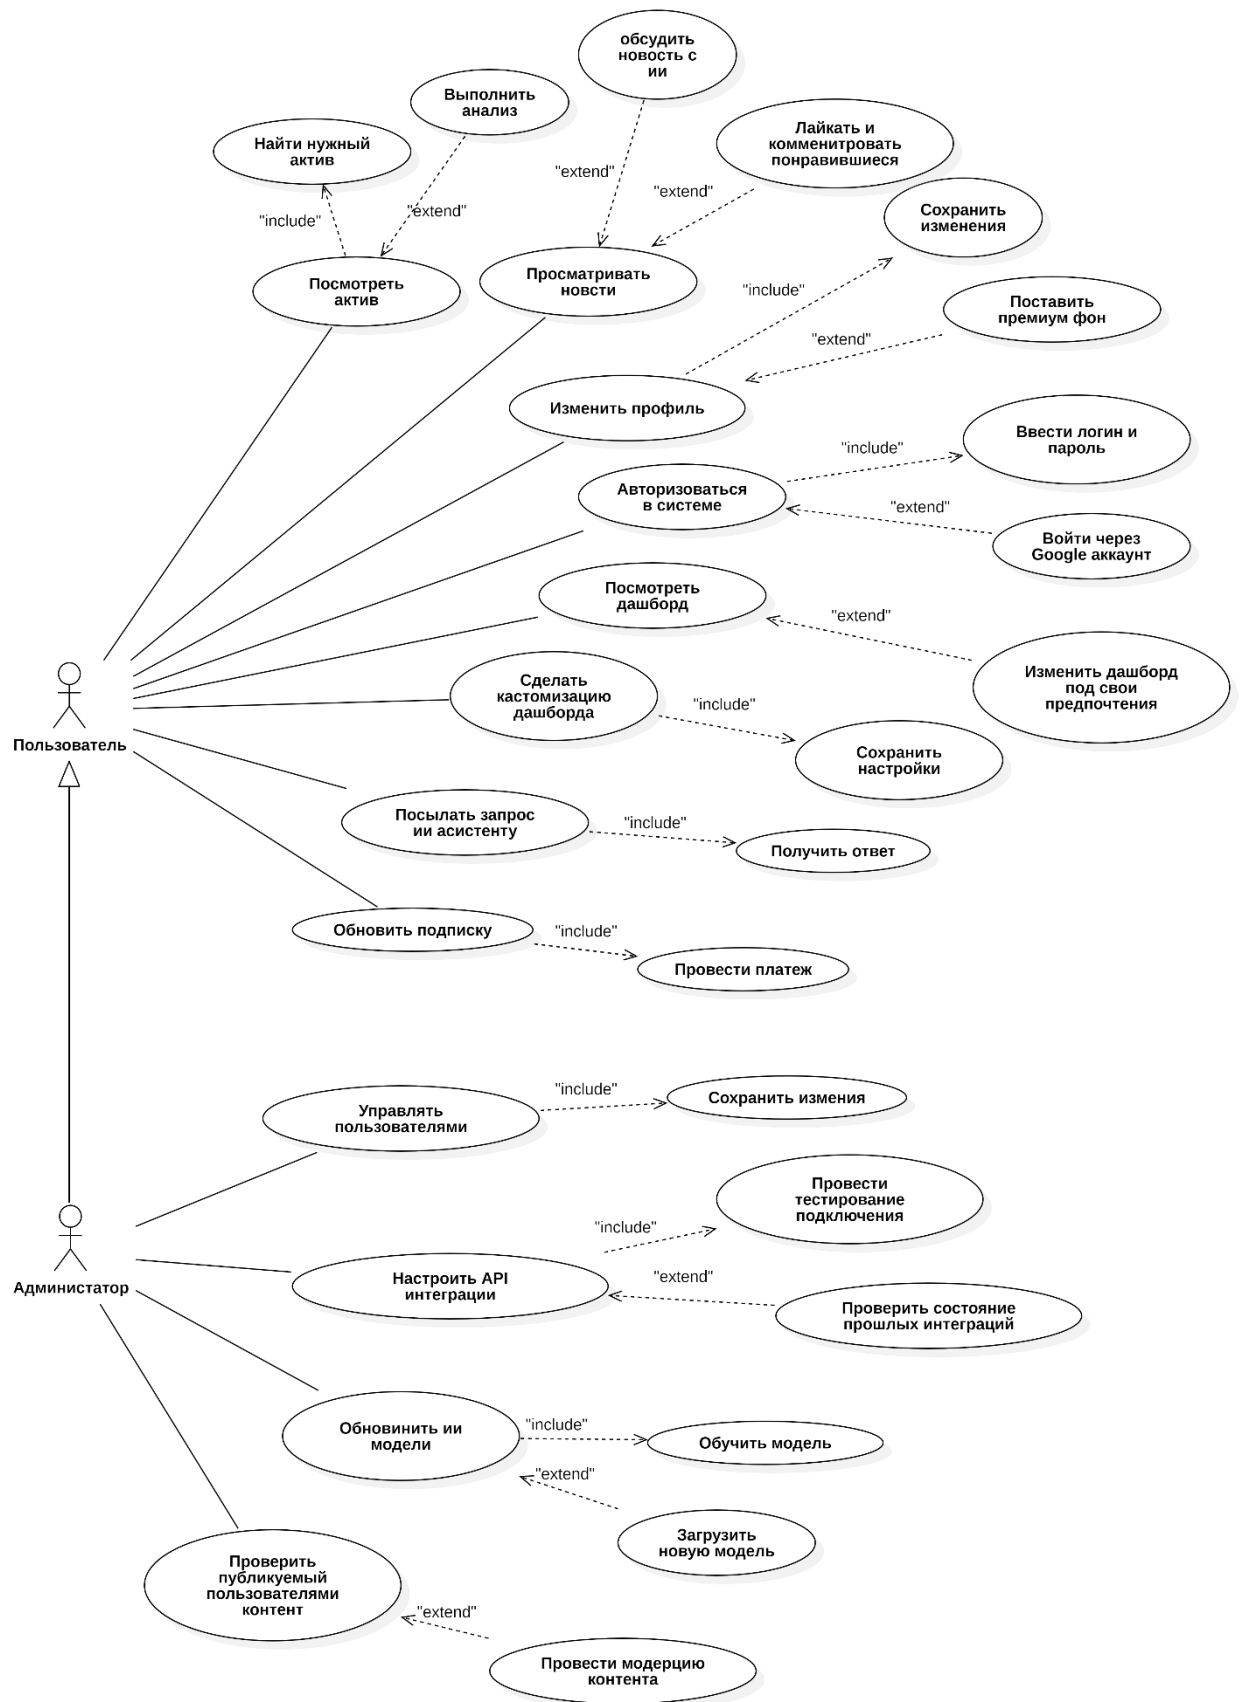 обсудить
новость с
ии
Выполнить
анализ
Найти нужный
актив
Лайкать и
комменитровать
понравившиеся
"extend"
"extend"
"include"
"extend"
Сохранить
изменения
Посмотреть
актив
Просматривать
новсти
"include"
Поставить
премиум фон
"extend"
Изменить профиль
Ввести логин и
пароль
"include"
Авторизоваться
в системе
"extend"
Войти через
Google аккаунт
Посмотреть
дашборд
"extend"
Изменить дашборд
под свои
предпочтения
Сделать
кастомизацию
дашборда
"include"
Сохранить
настройки
Пользователь
Посылать запрос
ии асистенту
"include"
Получить ответ
Обновить подписку
"include"
Провести платеж
Управлять
пользователями
"include"
Сохранить измения
Провести
тестирование
подключения
"include"
Настроить API
интеграции
"extend"
Проверить состояние
прошлых интеграций
Администатор
Обновинить ии
модели
"include"
Обучить модель
"extend"
Загрузить
новую модель
Проверить
публикуемый
пользователями
контент
"extend"
Провести модерцию
контента